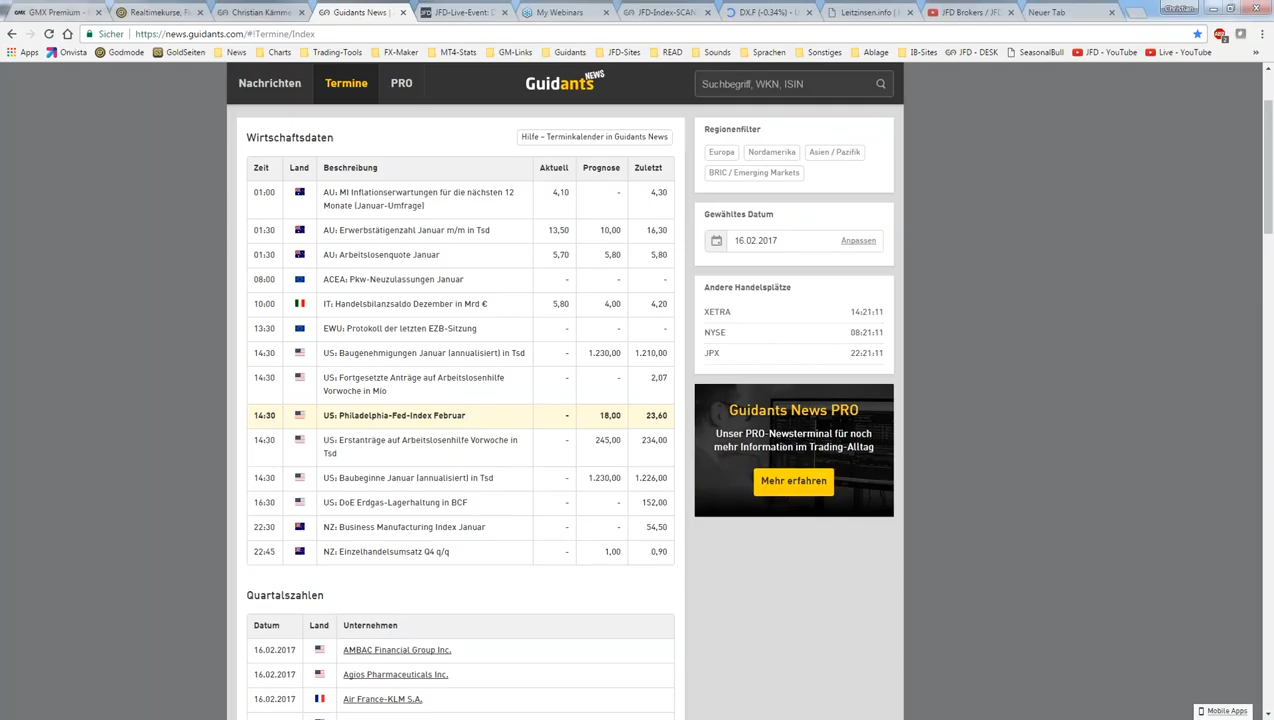 GMX Premium -
Realtimekurse, F
Christian Kämme
Guidants News |
JFD-Live-Event: D
My Webinars
JFD-Index-SCAN
DX.F (-0.34%) - U
Leitzinsen.info (
JFD Brokers / JF
Neuer Tab
Christian-
Sicher
https://news.guidants.com/#!Termine/Index
Apps Onvista Godmode GoldSeiten News Charts Trading-Tools FX-Maker MT4-Stats GM-Links Guidants JFD-Sites READ Sounds Sprachen Sonstiges Ablage IB-Sites JFD - DESK SeasonalBull JFD - YouTube Live - YouTube
Nachrichten Termine PRO Guidants NEWS Suchbegriff, WKN, ISIN
Wirtschaftsdaten Hilfe – Terminkalender in Guidants News
Zeit Land Beschreibung Aktuell Prognose Zuletzt
01:00 AU: MI Inflationserwartungen für die nächsten 12 4,10 - 4,30
Monate (Januar-Umfrage)
01:30 AU: Erwerbstätigenzahl Januar m/m in Tsd 13,50 10,00 16,30
01:30 AU: Arbeitslosenquote Januar 5,70 5,80 5,80
08:00 ACEA: Pkw-Neuzulassungen Januar - - -
10:00 IT: Handelsbilanzsaldo Dezember in Mrd € 5,80 4,00 4,20
13:30 EWU: Protokoll der letzten EZB-Sitzung - - -
14:30 US: Baugenehmigungen Januar (annualisiert) in Tsd - 1.230,00 1.210,00
14:30 US: Fortgesetzte Anträge auf Arbeitslosenhilfe - - 2,07
Vorwoche in Mio
14:30 US: Philadelphia-Fed-Index Februar - 18,00 23,60
14:30 US: Erstanträge auf Arbeitslosenhilfe Vorwoche in - 245,00 234,00
Tsd
14:30 US: Baubeginne Januar (annualisiert) in Tsd - 1.230,00 1.226,00
16:30 US: DoE Erdgas-Lagerhaltung in BCF - - 152,00
22:30 NZ: Business Manufacturing Index Januar - - 54,50
22:45 NZ: Einzelhandelsumsatz Q4 q/q - 1,00 0,90
Quartalszahlen
Datum Land Unternehmen
16.02.2017 AMBAC Financial Group Inc.
16.02.2017 Agios Pharmaceuticals Inc.
16.02.2017 Air France-KLM S.A.
Regionenfilter
Europa Nordamerika Asien / Pazifik
BRIC / Emerging Markets
Gewähltes Datum
16.02.2017 Anpassen
Andere Handelsplätze
XETRA 14:21:11
NYSE 08:21:11
JPX 22:21:11
Guidants News PRO
Unser PRO-Newsterminal für noch
mehr Information im Trading-Alltag
Mehr erfahren
Mobile Apps